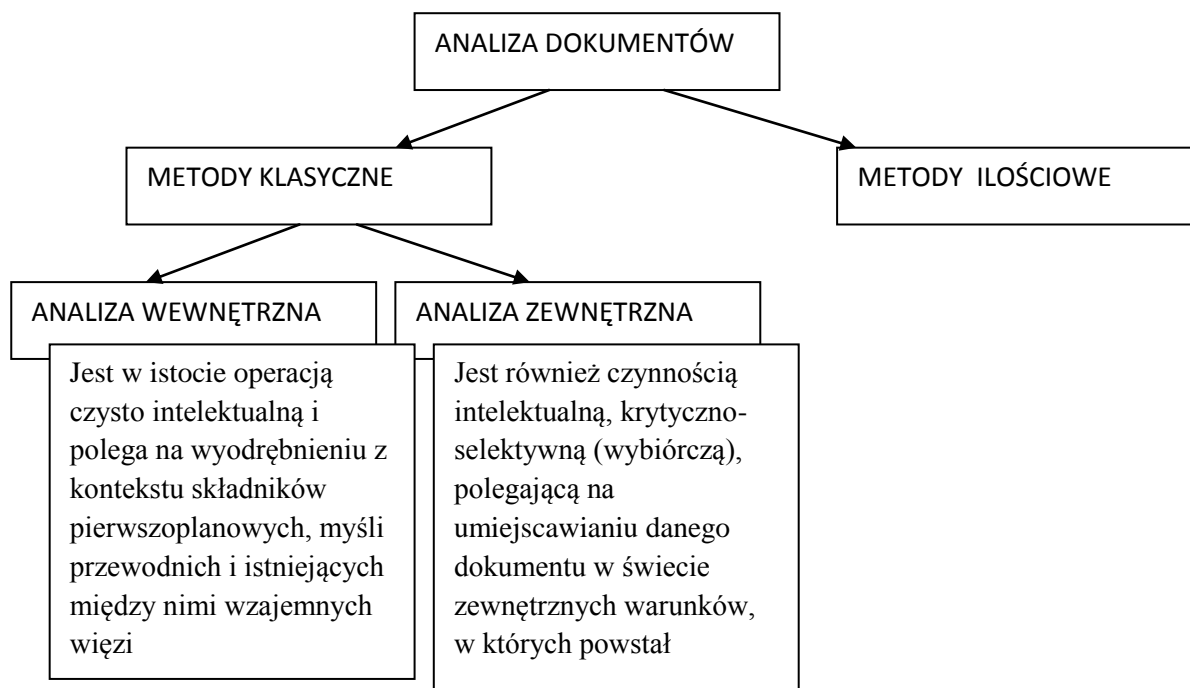 ANALIZA DOKUMENTÓW
METODY KLASYCZNE
METODY ILOŚCIOWE
ANALIZA WEWNĘTRZNA
ANALIZA ZEWNĘTRZNA
Jest w istocie operacją
czysto intelektualną i
polega na wyodrębnieniu z
kontekstu składników
pierwszoplanowych, myśli
przewodnich i istniejących
między nimi wzajemnych
więzi
Jest również czynnością
intelektualną, krytyczno-
selektywną (wybiórczą),
polegającą na
umiejscawianiu danego
dokumentu w świecie
zewnętrznych warunków,
w których powstał